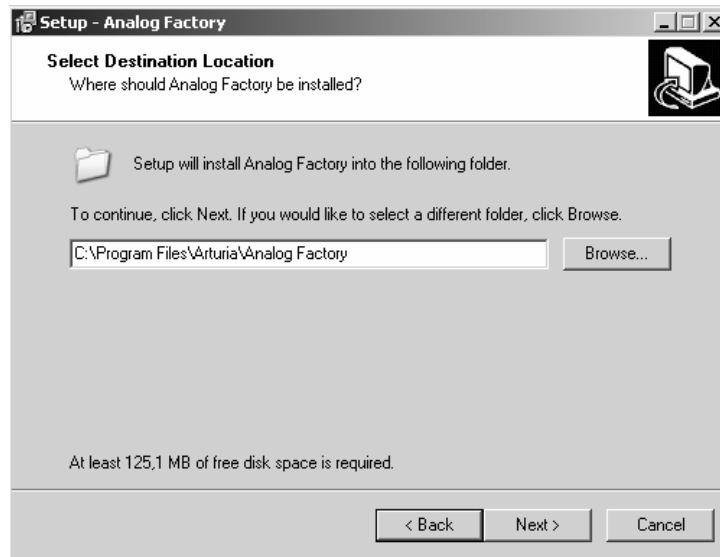 Setup - Analog Factory
Select Destination Location
Where should Analog Factory be installed?
Setup will install Analog Factory into the following folder.
To continue, click Next. If you would like to select a different folder, click Browse.
C:\Program Files\Arturia\Analog Factory
Browse...
At least 125,1 MB of free disk space is required.
< Back
Next >
Cancel